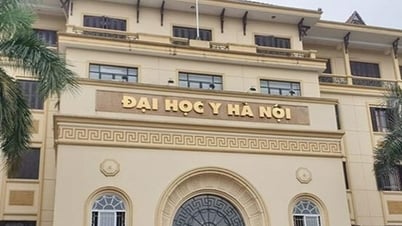 ĐẠI HỌC Y HÀ NỘI